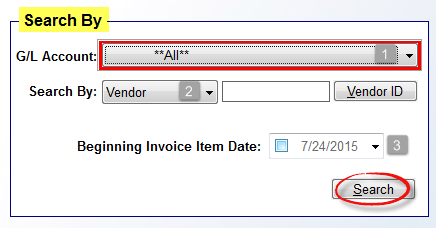 Search By
G/L Account: **All** 1
Search By: Vendor 2 Vendor ID
Beginning Invoice Item Date: 7/24/2015 3
Search